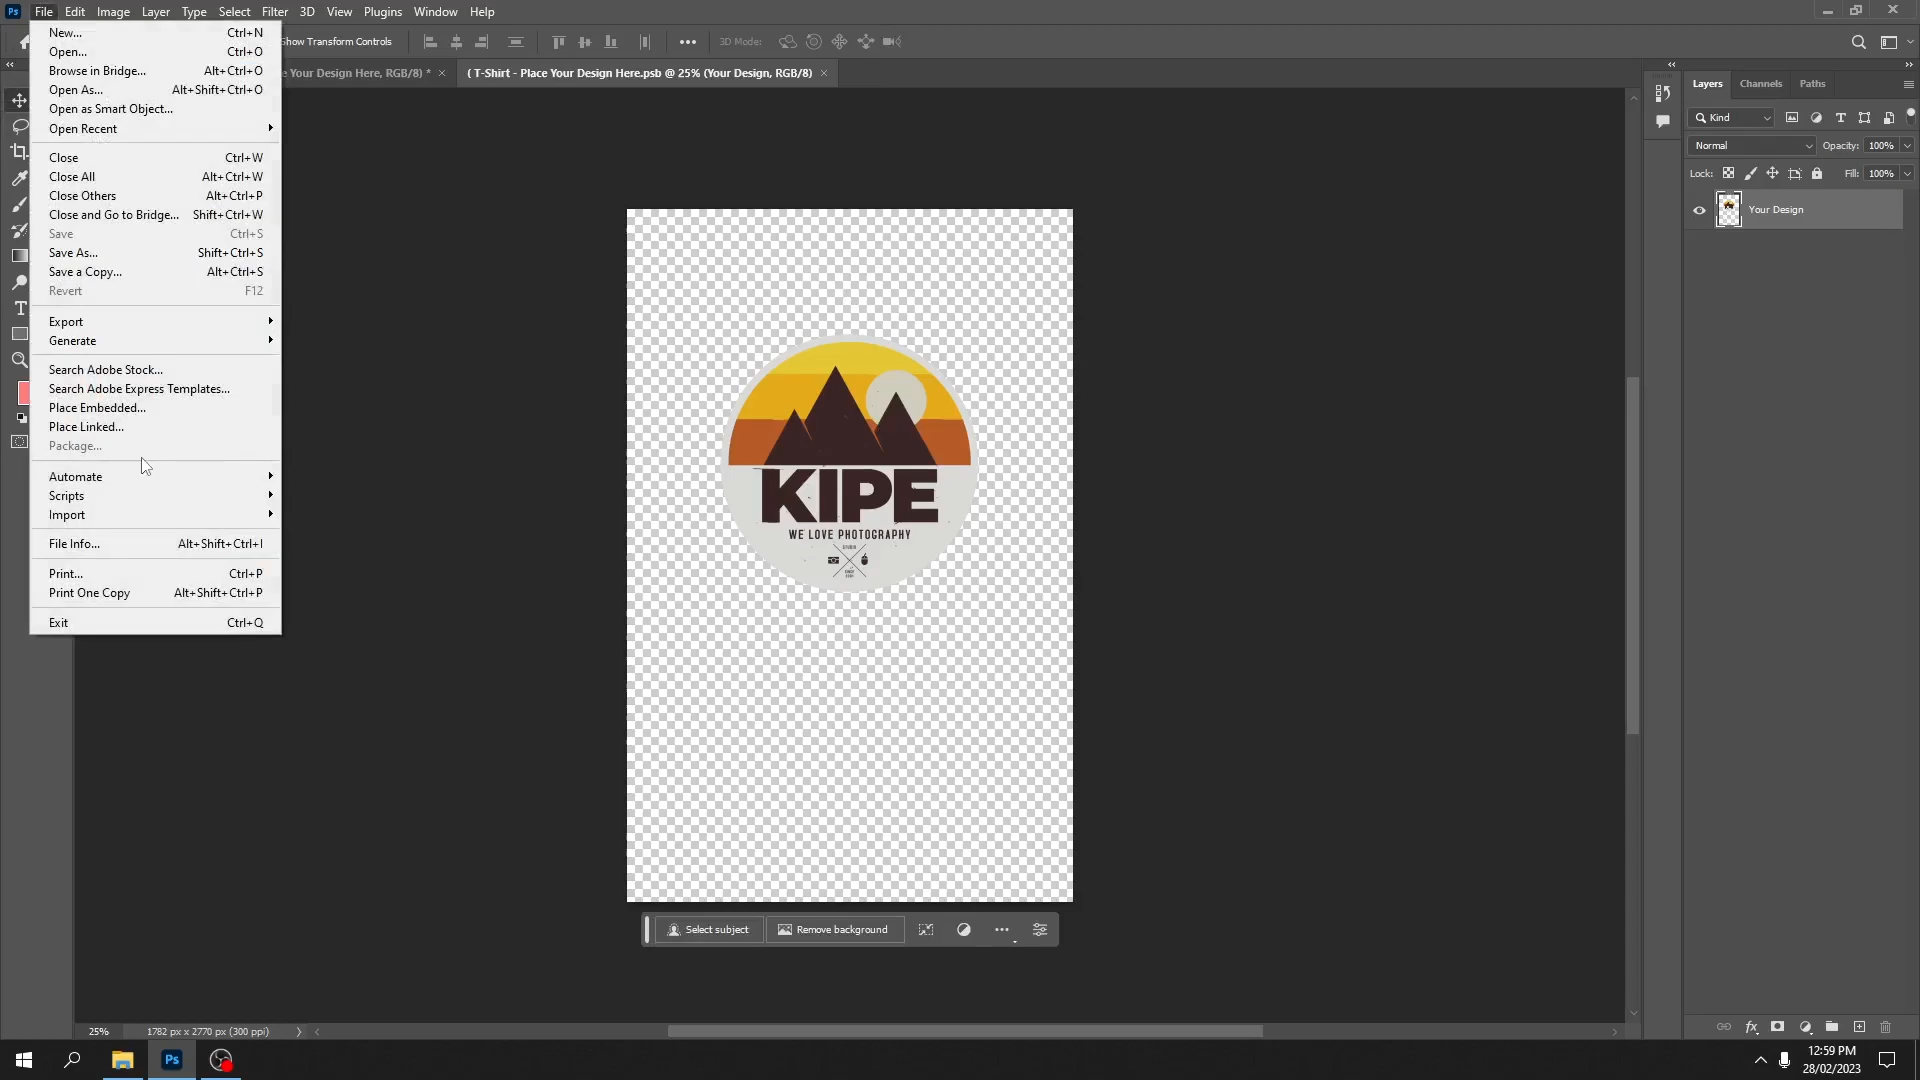 Ps File Edit Image Layer Type Select Filter 3D View Plugins Window Help
New... Ctrl+N
Open... Ctrl+O
Browse in Bridge... Alt+Ctrl+O
Open As... Alt+Shift+Ctrl+O
Open as Smart Object...
Open Recent
Close Ctrl+W
Close All Alt+Ctrl+W
Close Others Alt+Ctrl+P
Close and Go to Bridge... Shift+Ctrl+W
Save Ctrl+S
Save As... Shift+Ctrl+S
Save a Copy... Alt+Ctrl+S
Revert F12
Export
Generate
Search Adobe Stock...
Search Adobe Express Templates...
Place Embedded...
Place Linked...
Package...
Automate
Scripts
Import
File Info... Alt+Shift+Ctrl+I
Print... Ctrl+P
Print One Copy Alt+Shift+Ctrl+P
Exit Ctrl+Q
Show Transform Controls 3D Mode:
e Your Design Here, RGB/8) * ( T-Shirt - Place Your Design Here.psb @ 25% (Your Design, RGB/8)
KIPE
WE LOVE PHOTOGRAPHY
Select subject Remove background
25% 1782 px x 2770 px (300 ppi)
Layers Channels Paths
Kind
Normal Opacity: 100%
Lock: Fill: 100%
Your Design
fx
Ps
12:59 PM
28/02/2023